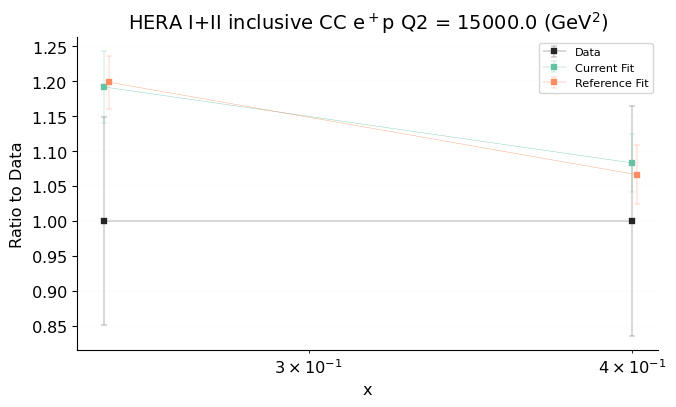 HERA I+II inclusive CC e⁺p Q2 = 15000.0 (GeV²)
Data
Current Fit
Reference Fit
Ratio to Data
1.25
1.20
1.15
1.10
1.05
1.00
0.95
0.90
0.85
3 × 10⁻¹
4 × 10⁻¹
x